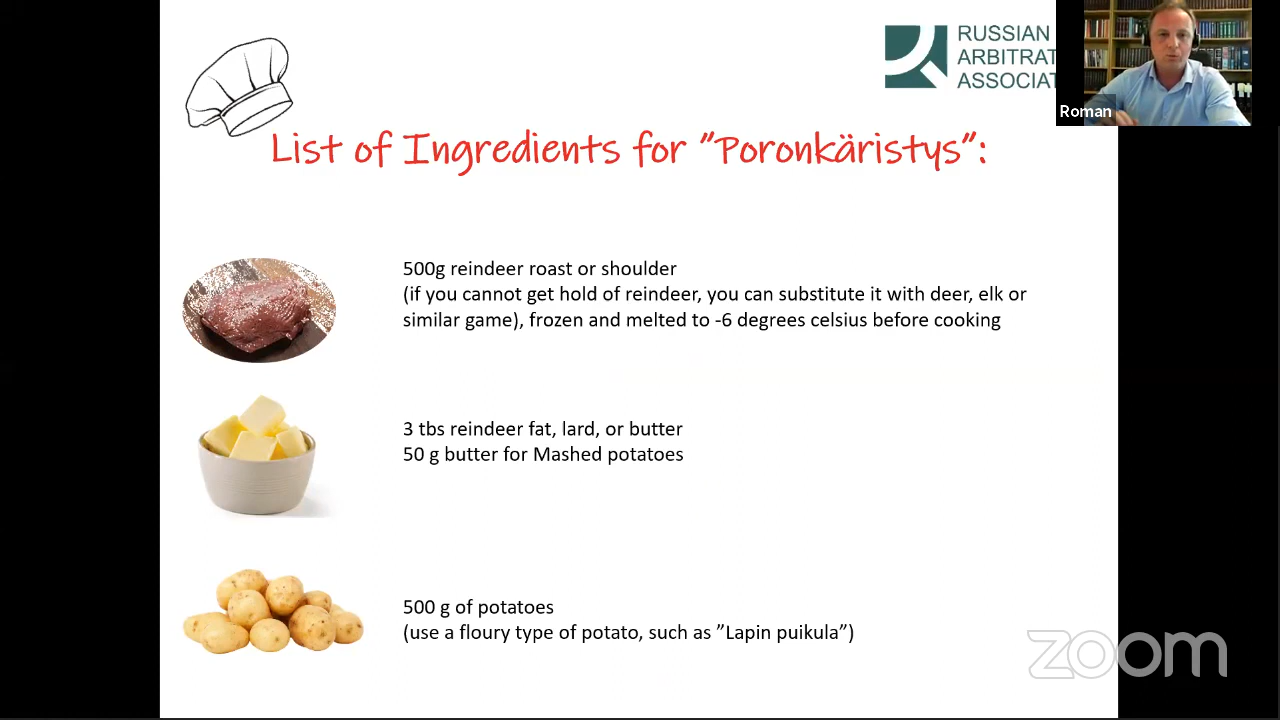 RUSSIAN
ARBITRAT
ASSOCIAT
Roman
List of Ingredients for ”Poronkäristys”:
500g reindeer roast or shoulder
(if you cannot get hold of reindeer, you can substitute it with deer, elk or
similar game), frozen and melted to -6 degrees celsius before cooking
3 tbs reindeer fat, lard, or butter
50 g butter for Mashed potatoes
500 g of potatoes
(use a floury type of potato, such as ”Lapin puikula”)
zoom